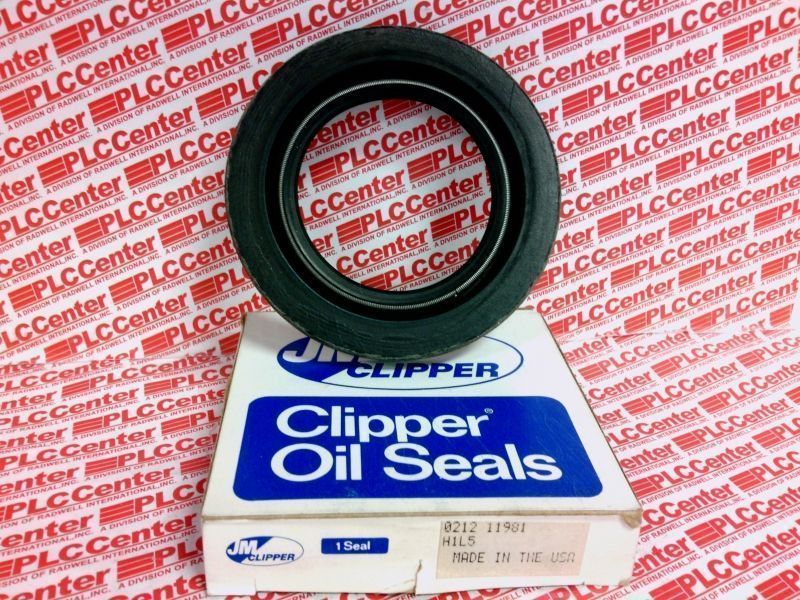 PLCCenter
A DIVISION OF RADWELL INTERNATIONAL, INC.
JM CLIPPER
Clipper® Oil Seals
JM CLIPPER
1 Seal
0212 11981
H1L5
MADE IN THE USA